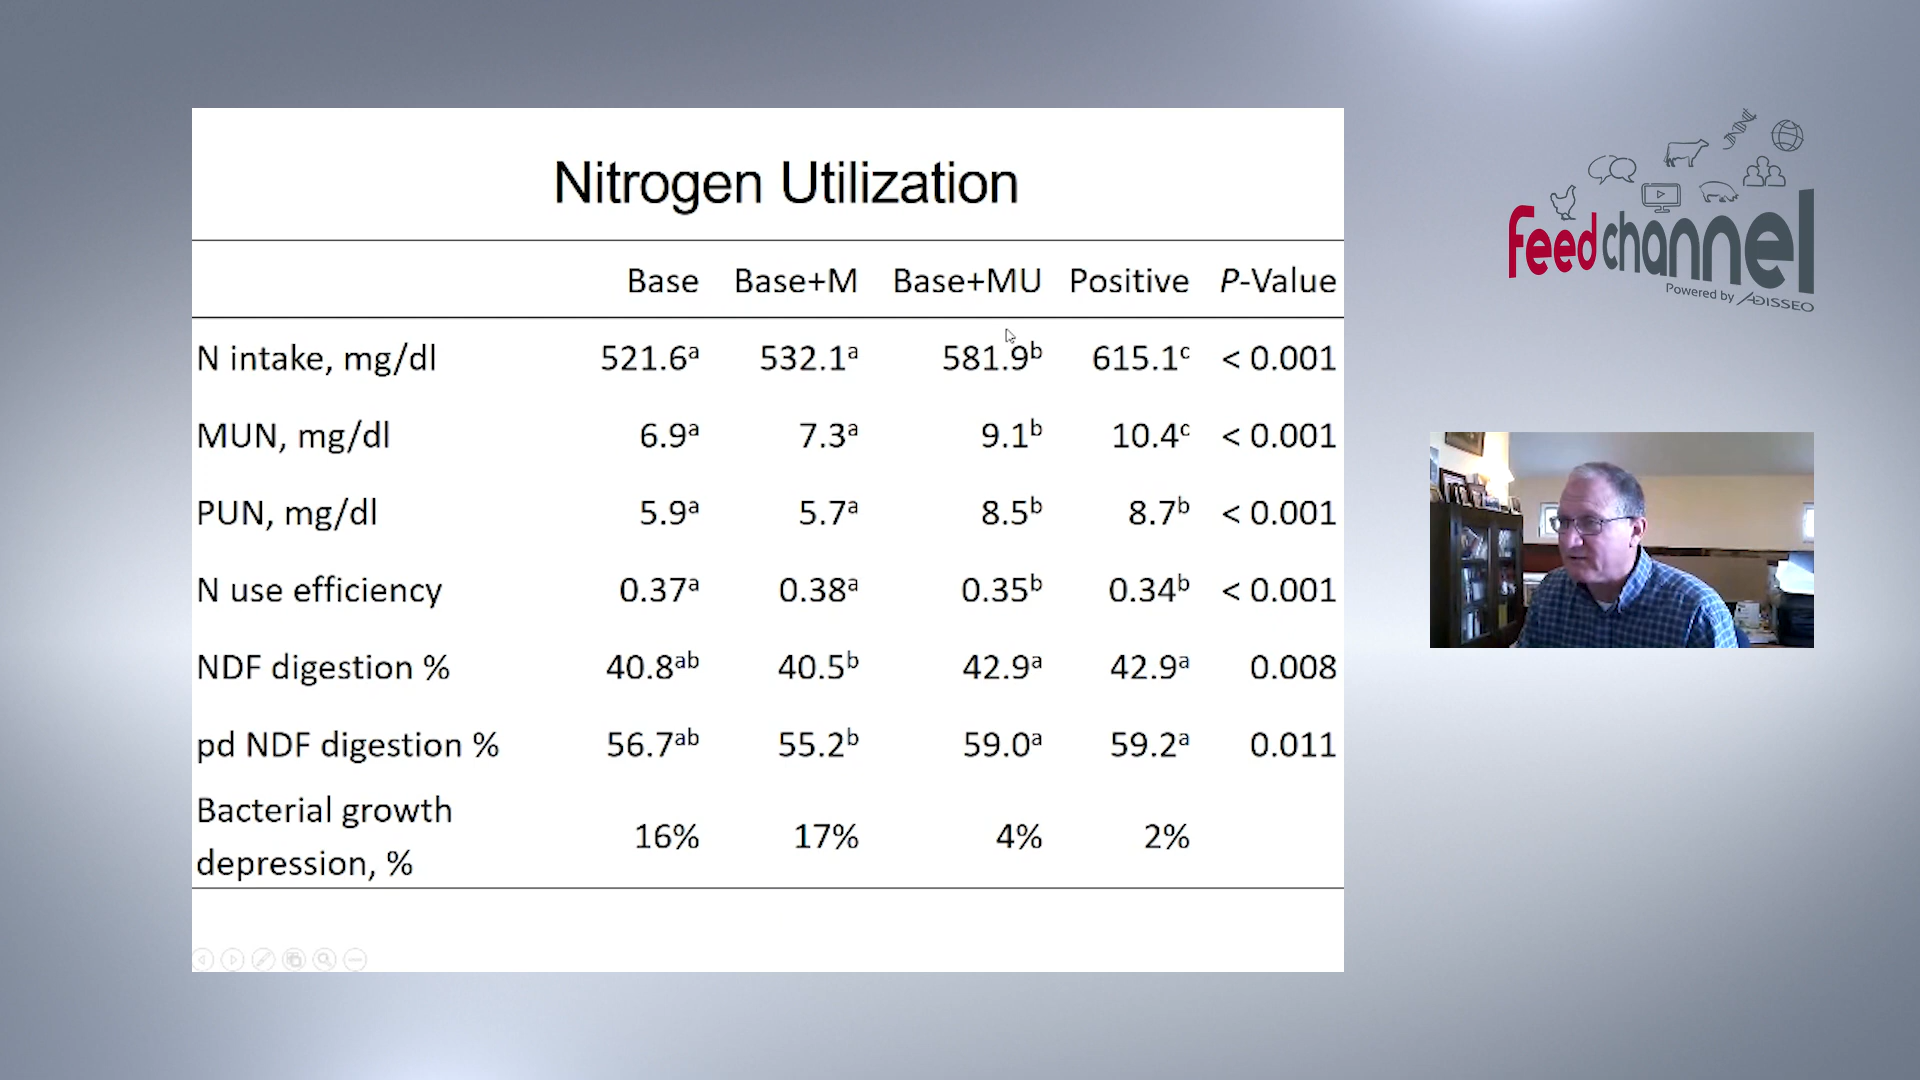 Nitrogen Utilization
Base Base+M Base+MU Positive P-Value
N intake, mg/dl 521.6ᵃ 532.1ᵃ 581.9ᵇ 615.1ᶜ < 0.001
MUN, mg/dl 6.9ᵃ 7.3ᵃ 9.1ᵇ 10.4ᶜ < 0.001
PUN, mg/dl 5.9ᵃ 5.7ᵃ 8.5ᵇ 8.7ᵇ < 0.001
N use efficiency 0.37ᵃ 0.38ᵃ 0.35ᵇ 0.34ᵇ < 0.001
NDF digestion % 40.8ᵃᵇ 40.5ᵇ 42.9ᵃ 42.9ᵃ 0.008
pd NDF digestion % 56.7ᵃᵇ 55.2ᵇ 59.0ᵃ 59.2ᵃ 0.011
Bacterial growth
depression, % 16% 17% 4% 2%
feedchannel
Powered by ADISSEO